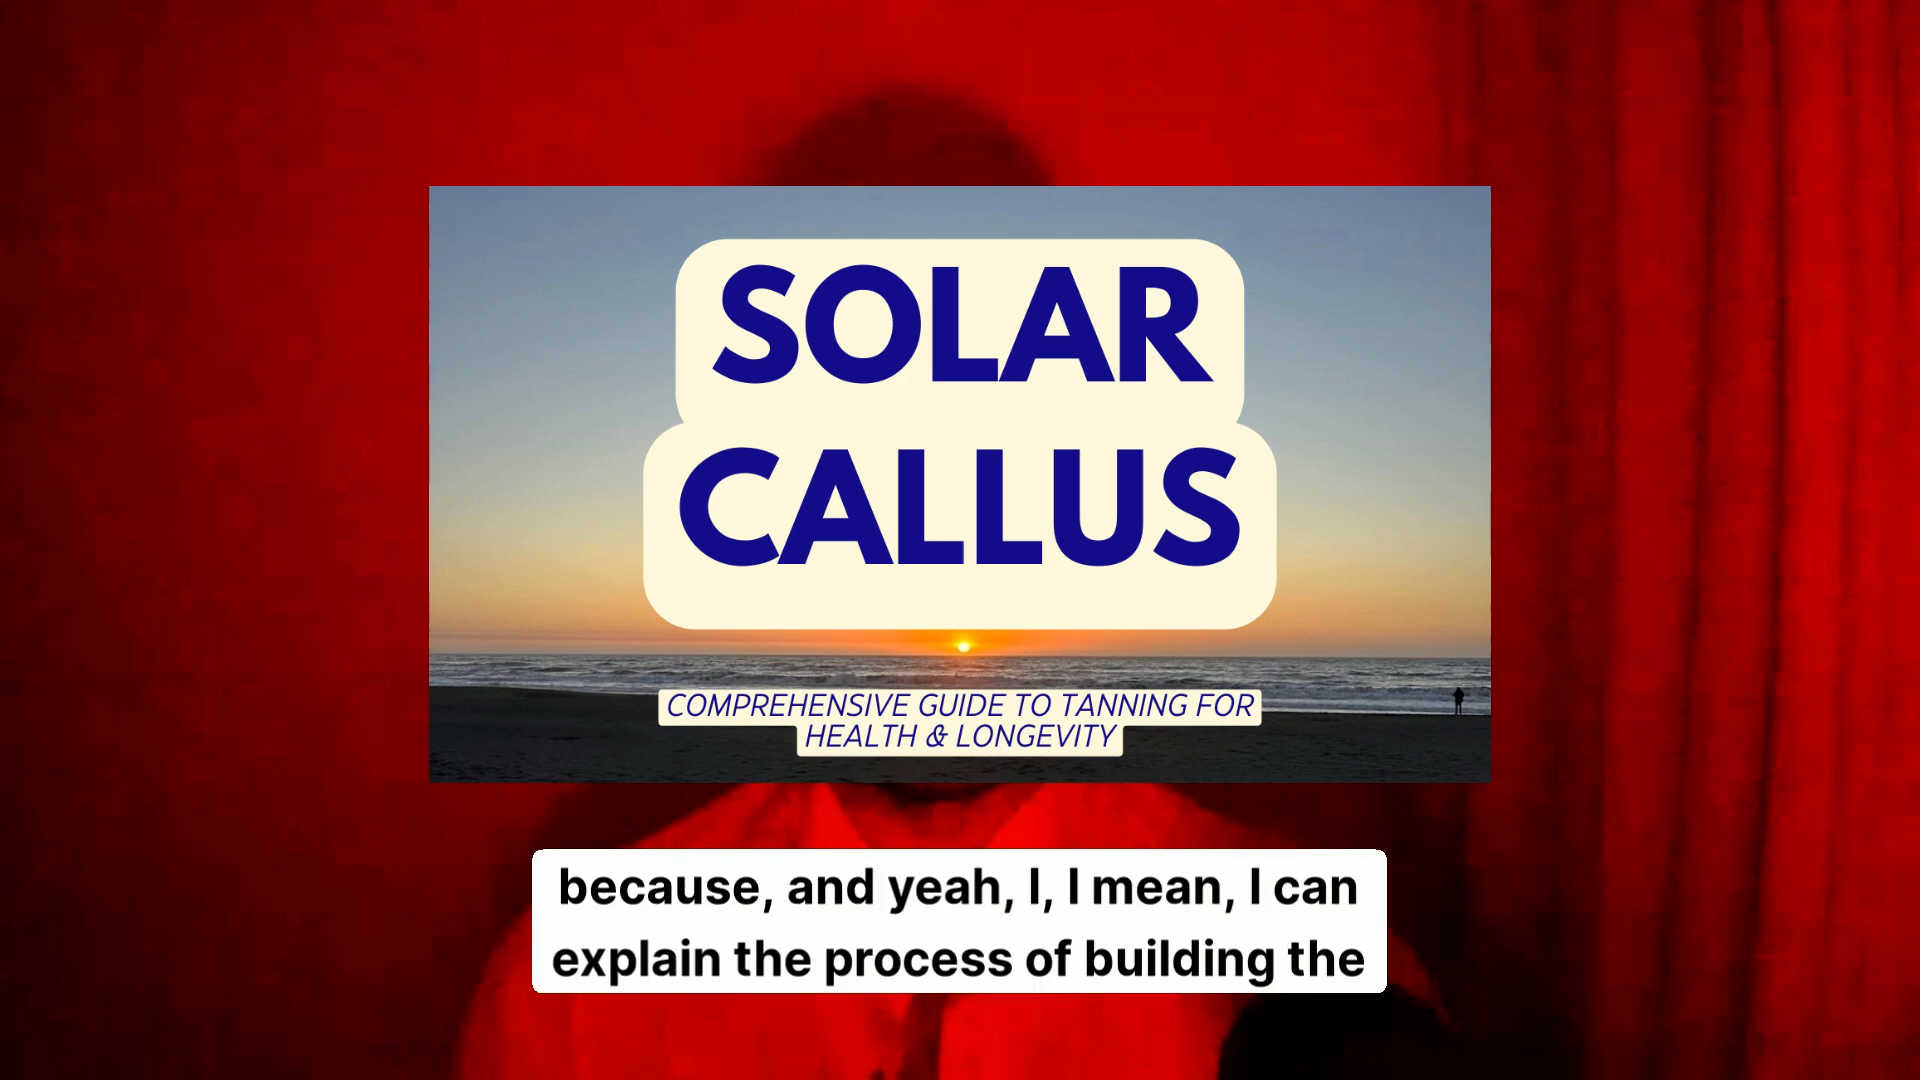 SOLAR
CALLUS
COMPREHENSIVE GUIDE TO TANNING FOR
HEALTH & LONGEVITY
because, and yeah, I, I mean, I can
explain the process of building the